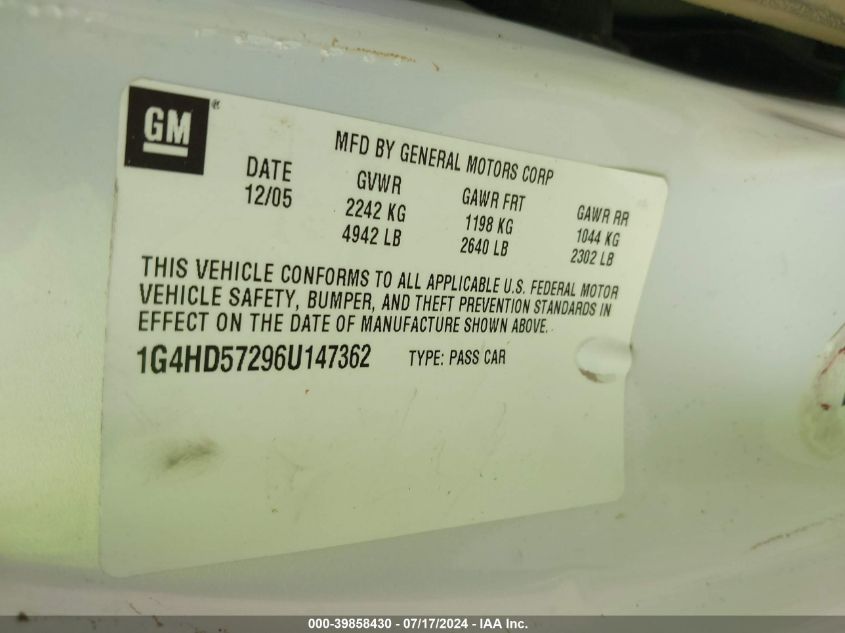 GM®
MFD BY GENERAL MOTORS CORP
DATE GVWR GAWR FRT GAWR RR
12/05 2242 KG 1198 KG 1044 KG
4942 LB 2640 LB 2302 LB
THIS VEHICLE CONFORMS TO ALL APPLICABLE U.S. FEDERAL MOTOR
VEHICLE SAFETY, BUMPER, AND THEFT PREVENTION STANDARDS IN
EFFECT ON THE DATE OF MANUFACTURE SHOWN ABOVE.
1G4HD57296U147362 TYPE: PASS CAR
000-39858430 - 07/17/2024 - IAA Inc.